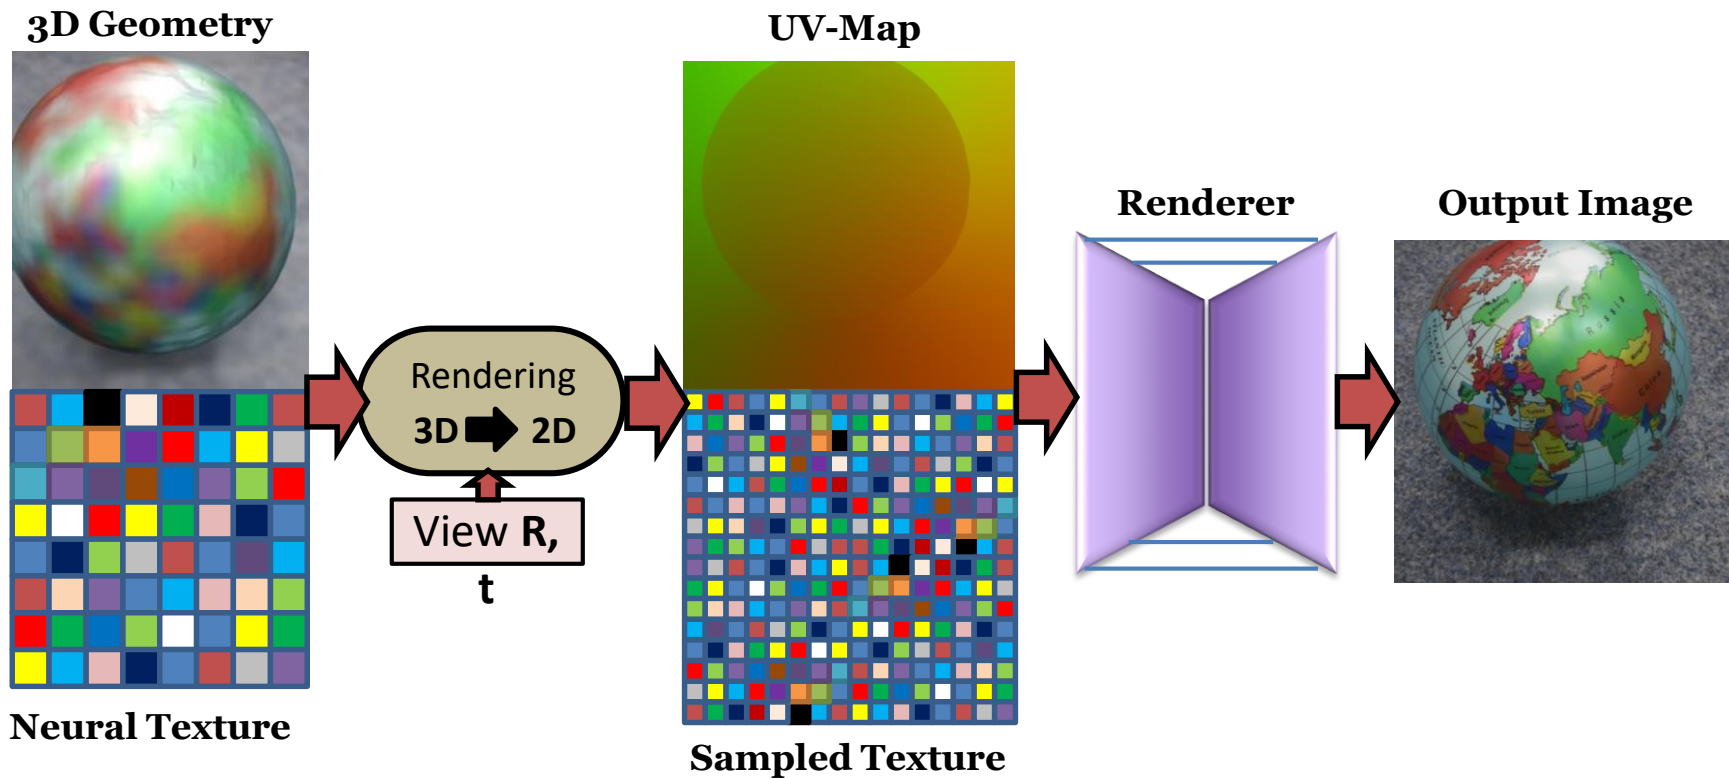 3D Geometry
UV-Map
Renderer
Output Image
Rendering
3D 2D
View R,
t
Neural Texture
Sampled Texture